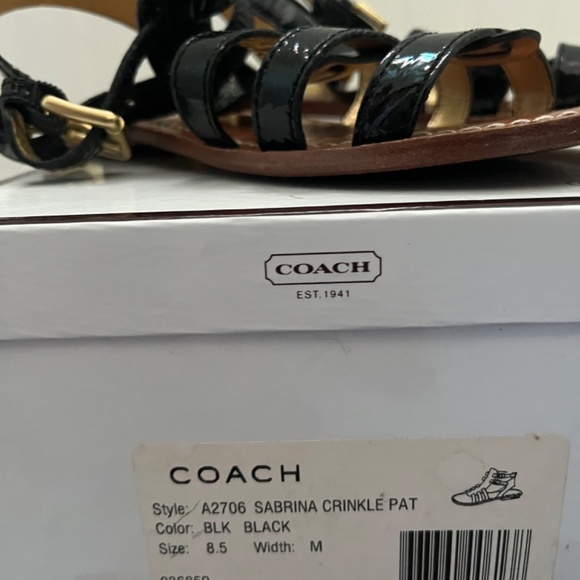 COACH
EST. 1941
COACH
Style: A2706 SABRINA CRINKLE PAT
Color: BLK BLACK
Size: 8.5 Width: M